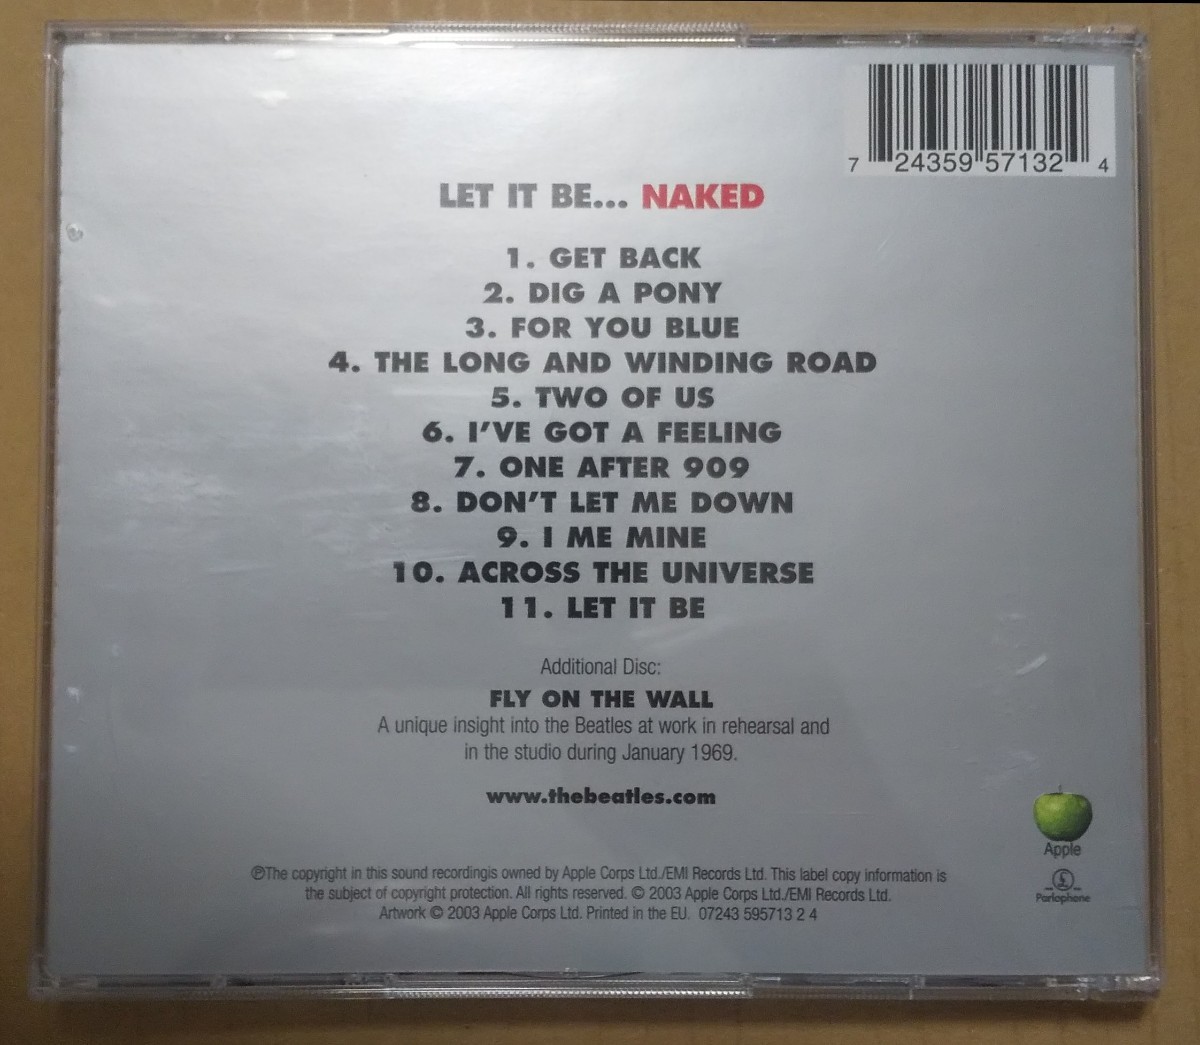 7 24359 57132 4
LET IT BE... NAKED
1. GET BACK
2. DIG A PONY
3. FOR YOU BLUE
4. THE LONG AND WINDING ROAD
5. TWO OF US
6. I'VE GOT A FEELING
7. ONE AFTER 909
8. DON'T LET ME DOWN
9. I ME MINE
10. ACROSS THE UNIVERSE
11. LET IT BE
Additional Disc:
FLY ON THE WALL
A unique insight into the Beatles at work in rehearsal and
in the studio during January 1969.
www.thebeatles.com
Apple
£
Parlophone
℗The copyright in this sound recordingis owned by Apple Corps Ltd./EMI Records Ltd. This label copy information is
the subject of copyright protection. All rights reserved. © 2003 Apple Corps Ltd./EMI Records Ltd.
Artwork © 2003 Apple Corps Ltd. Printed in the EU. 07243 595713 2 4